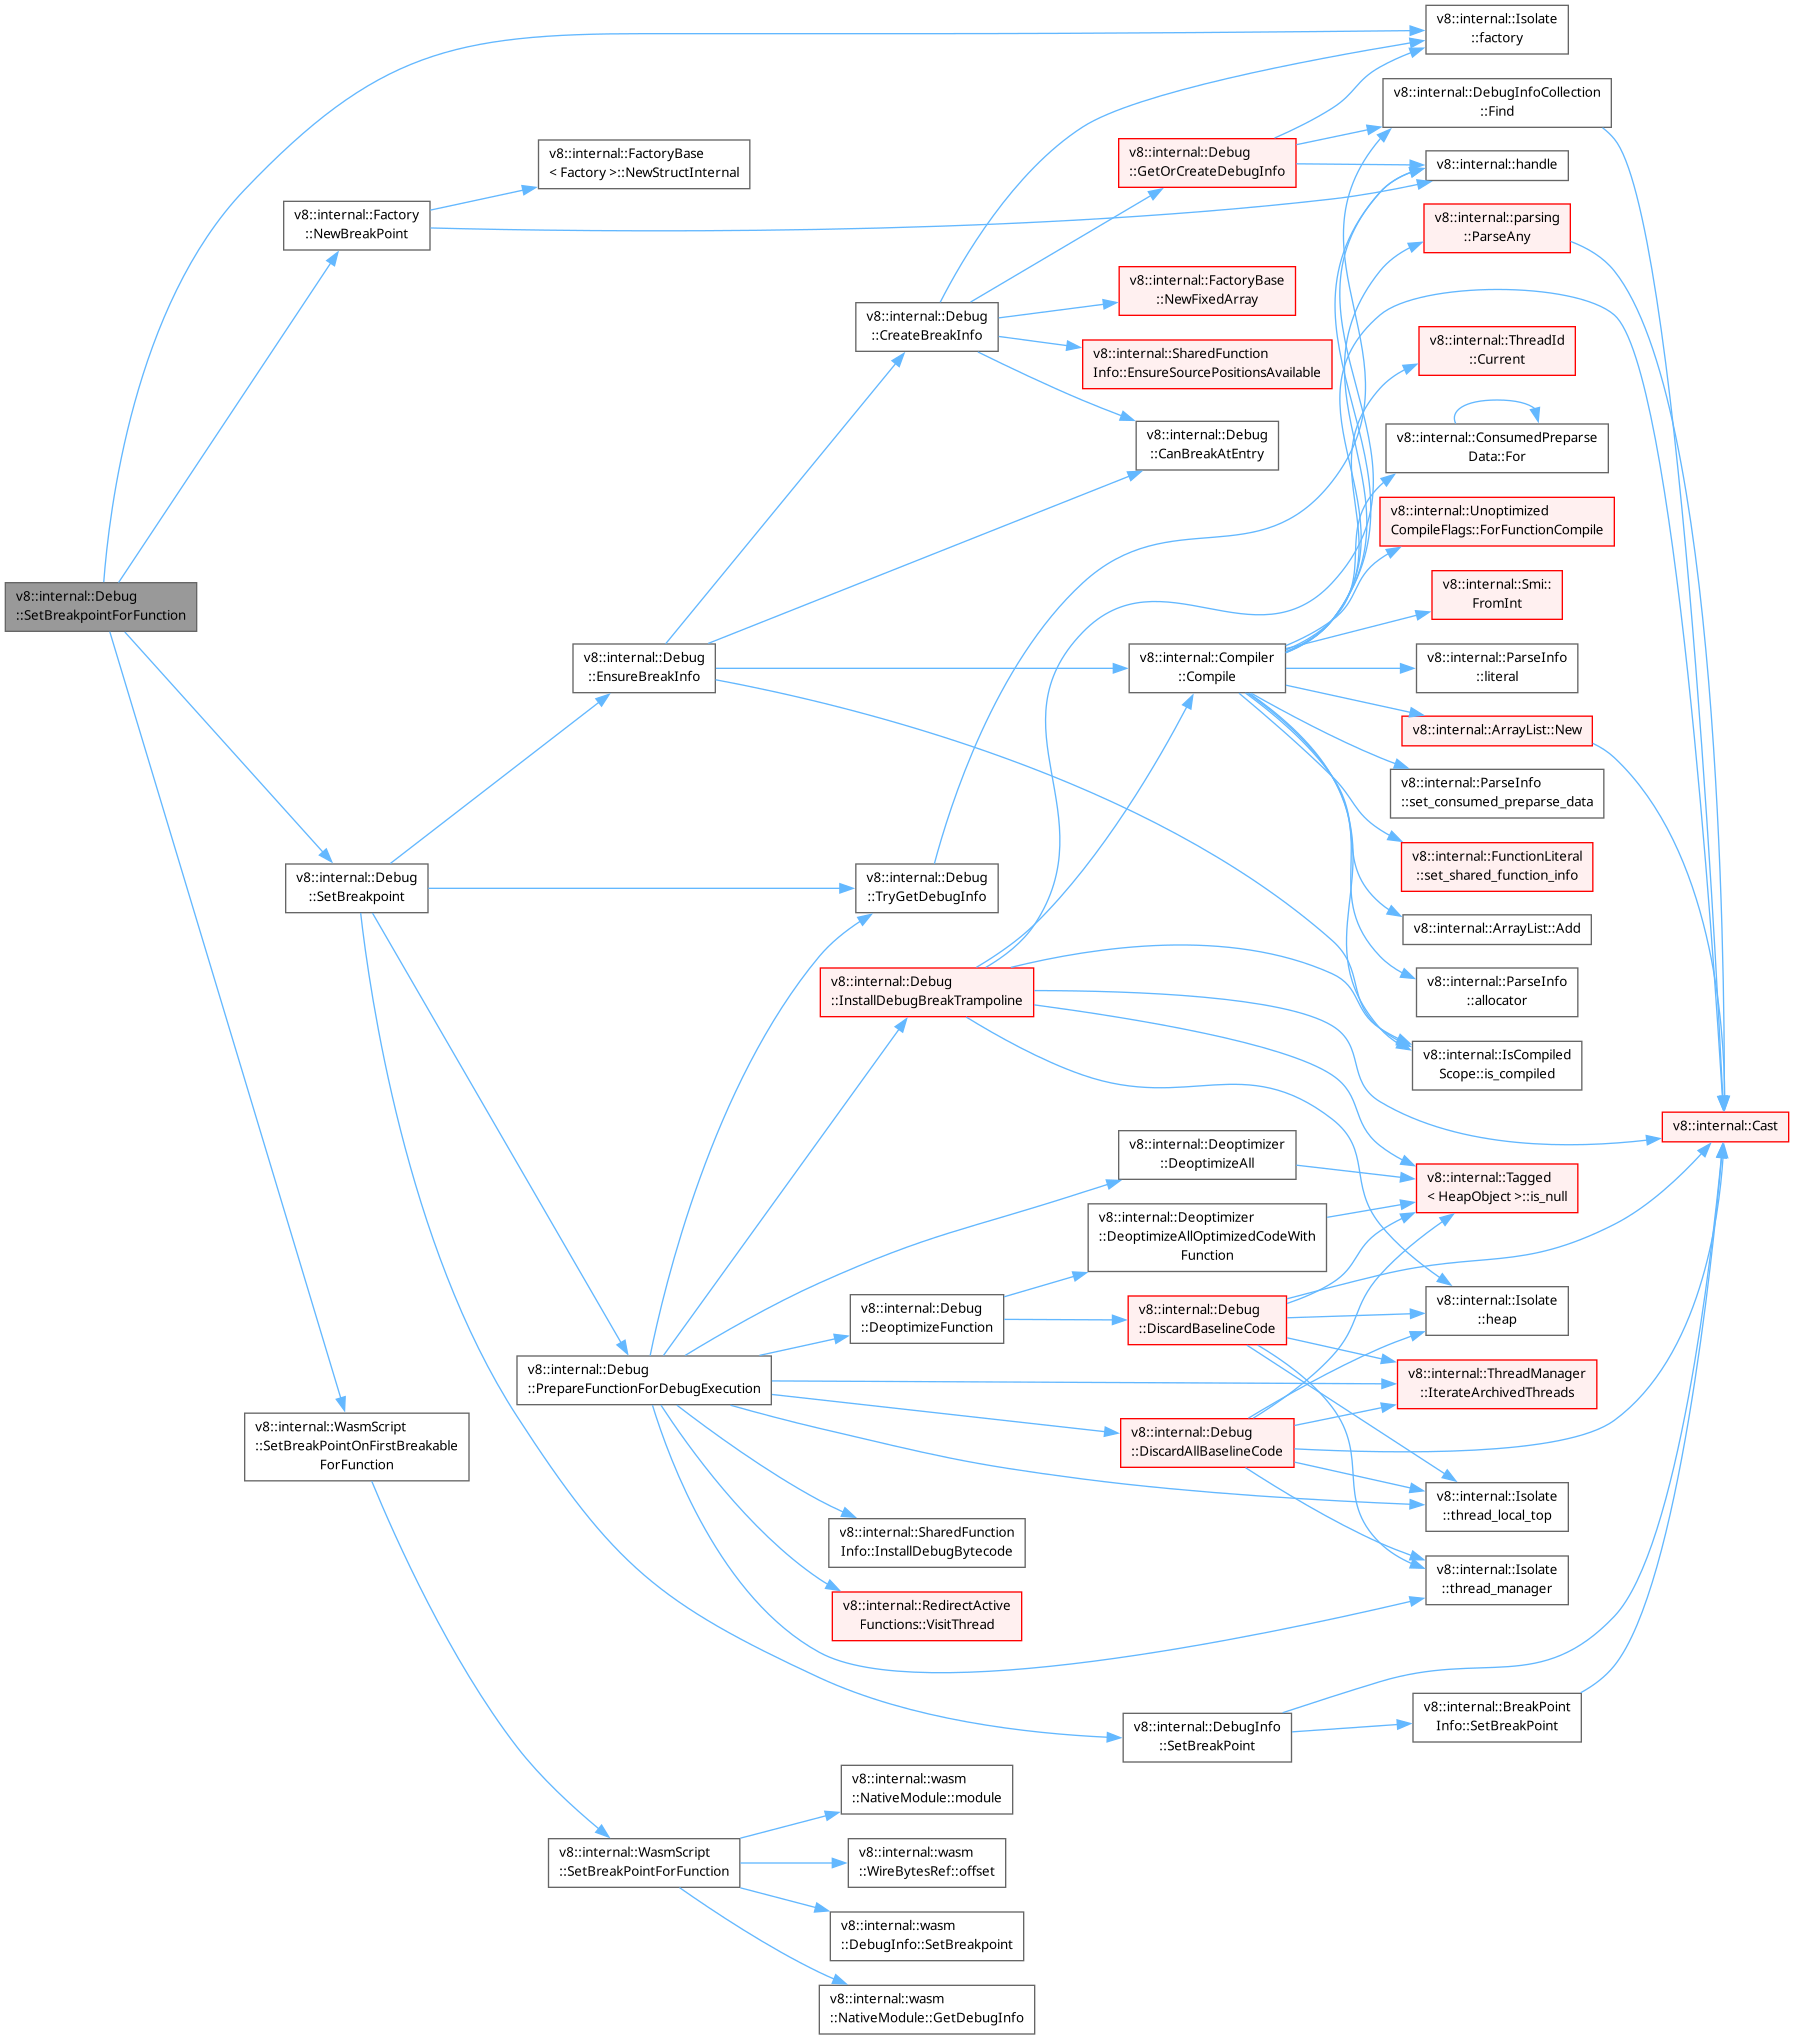 v8::internal::Debug
::SetBreakpointForFunction
v8::internal::Isolate
::factory
v8::internal::Factory
::NewBreakPoint
v8::internal::FactoryBase
< Factory >::NewStructInternal
v8::internal::handle
v8::internal::Debug
::SetBreakpoint
v8::internal::Debug
::EnsureBreakInfo
v8::internal::Debug
::CreateBreakInfo
v8::internal::Debug
::GetOrCreateDebugInfo
v8::internal::DebugInfoCollection
::Find
v8::internal::Cast
v8::internal::FactoryBase
::NewFixedArray
v8::internal::SharedFunction
Info::EnsureSourcePositionsAvailable
v8::internal::Debug
::CanBreakAtEntry
v8::internal::Compiler
::Compile
v8::internal::parsing
::ParseAny
v8::internal::ThreadId
::Current
v8::internal::ConsumedPreparse
Data::For
v8::internal::Unoptimized
CompileFlags::ForFunctionCompile
v8::internal::Smi::
FromInt
v8::internal::ParseInfo
::literal
v8::internal::ArrayList::New
v8::internal::ParseInfo
::set_consumed_preparse_data
v8::internal::FunctionLiteral
::set_shared_function_info
v8::internal::ArrayList::Add
v8::internal::ParseInfo
::allocator
v8::internal::IsCompiled
Scope::is_compiled
v8::internal::Debug
::TryGetDebugInfo
v8::internal::Debug
::PrepareFunctionForDebugExecution
v8::internal::Debug
::InstallDebugBreakTrampoline
v8::internal::Tagged
< HeapObject >::is_null
v8::internal::Isolate
::heap
v8::internal::Deoptimizer
::DeoptimizeAll
v8::internal::Debug
::DeoptimizeFunction
v8::internal::Deoptimizer
::DeoptimizeAllOptimizedCodeWith
Function
v8::internal::Debug
::DiscardBaselineCode
v8::internal::ThreadManager
::IterateArchivedThreads
v8::internal::Debug
::DiscardAllBaselineCode
v8::internal::Isolate
::thread_local_top
v8::internal::Isolate
::thread_manager
v8::internal::SharedFunction
Info::InstallDebugBytecode
v8::internal::RedirectActive
Functions::VisitThread
v8::internal::DebugInfo
::SetBreakPoint
v8::internal::BreakPoint
Info::SetBreakPoint
v8::internal::WasmScript
::SetBreakPointOnFirstBreakable
ForFunction
v8::internal::WasmScript
::SetBreakPointForFunction
v8::internal::wasm
::NativeModule::module
v8::internal::wasm
::WireBytesRef::offset
v8::internal::wasm
::DebugInfo::SetBreakpoint
v8::internal::wasm
::NativeModule::GetDebugInfo